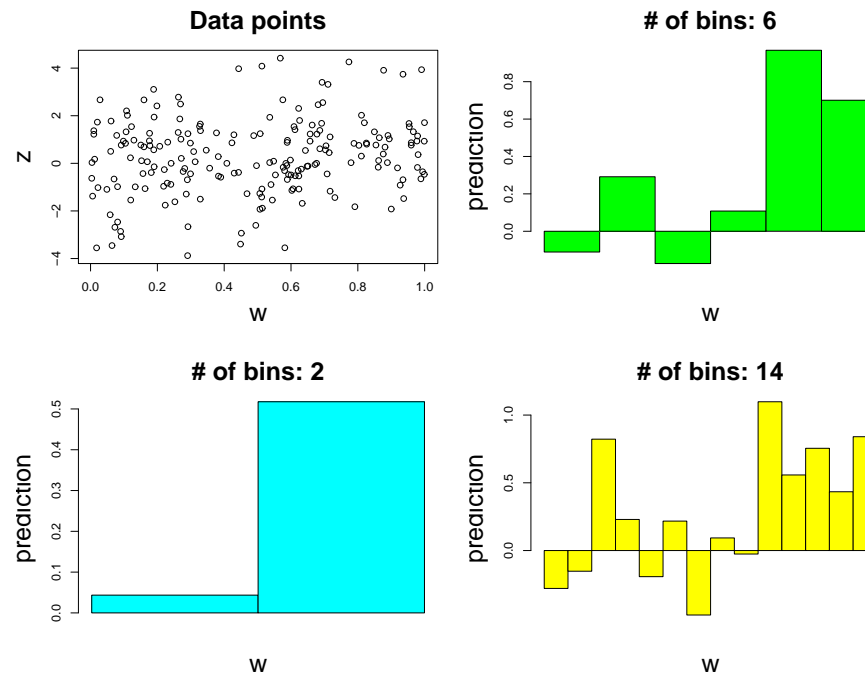 Data points
z
4
2
0
−2
−4
0.0 0.2 0.4 0.6 0.8 1.0
w
# of bins: 6
prediction
0.8
0.6
0.4
0.2
0.0
w
# of bins: 2
prediction
0.5
0.4
0.3
0.2
0.1
0.0
w
# of bins: 14
prediction
1.0
0.5
0.0
w